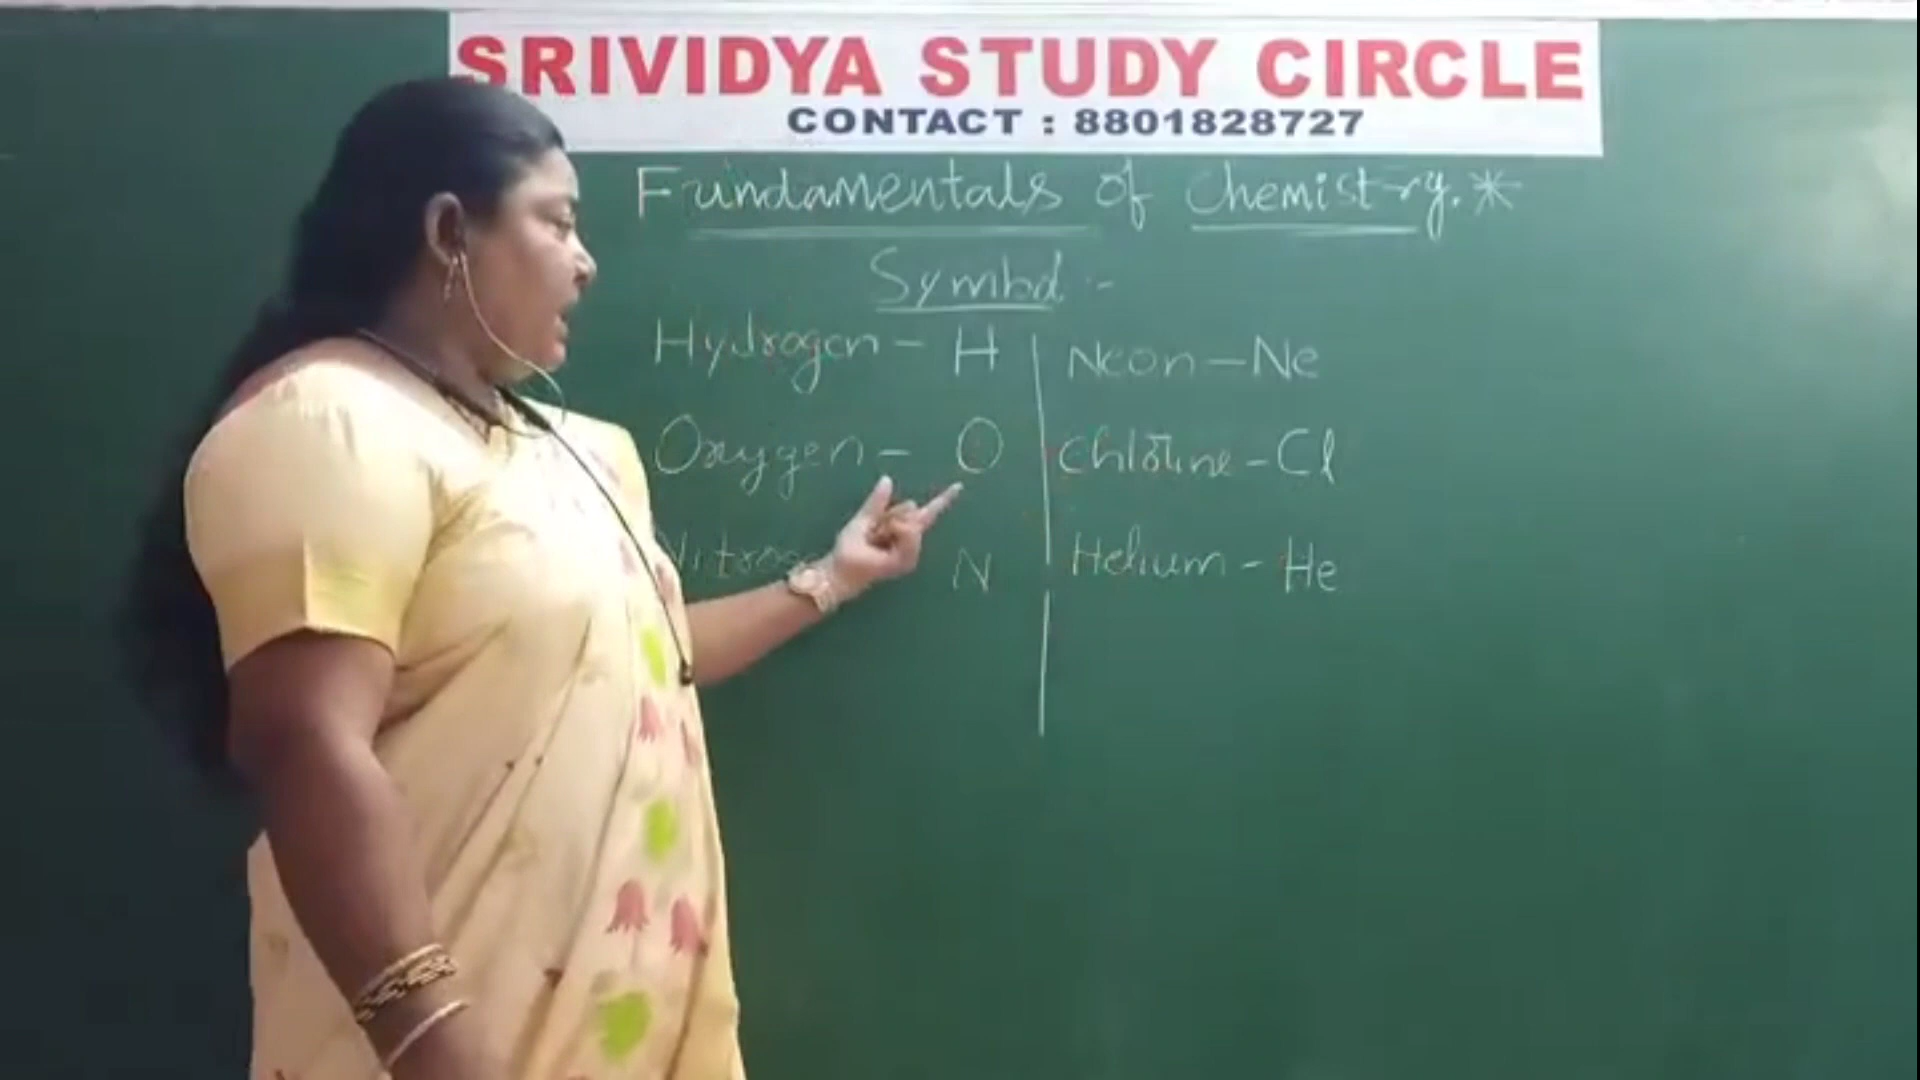 SRIVIDYA STUDY CIRCLE
CONTACT : 8801828727
Fundamentals of Chemistry.*
Symbol :-
Hydrogen - H
Oxygen - O
N
Neon - Ne
Chlorine - Cl
Helium - He